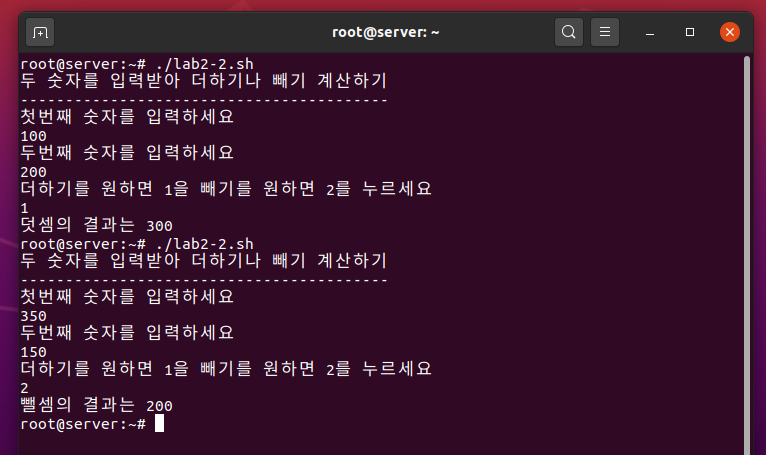 root@server: ~
root@server:~# ./lab2-2.sh
두 숫자를 입력받아 더하기나 빼기 계산하기
-----------------------------------------
첫번째 숫자를 입력하세요
100
두번째 숫자를 입력하세요
200
더하기를 원하면 1을 빼기를 원하면 2를 누르세요
1
덧셈의 결과는 300
root@server:~# ./lab2-2.sh
두 숫자를 입력받아 더하기나 빼기 계산하기
-----------------------------------------
첫번째 숫자를 입력하세요
350
두번째 숫자를 입력하세요
150
더하기를 원하면 1을 빼기를 원하면 2를 누르세요
2
뺄셈의 결과는 200
root@server:~#